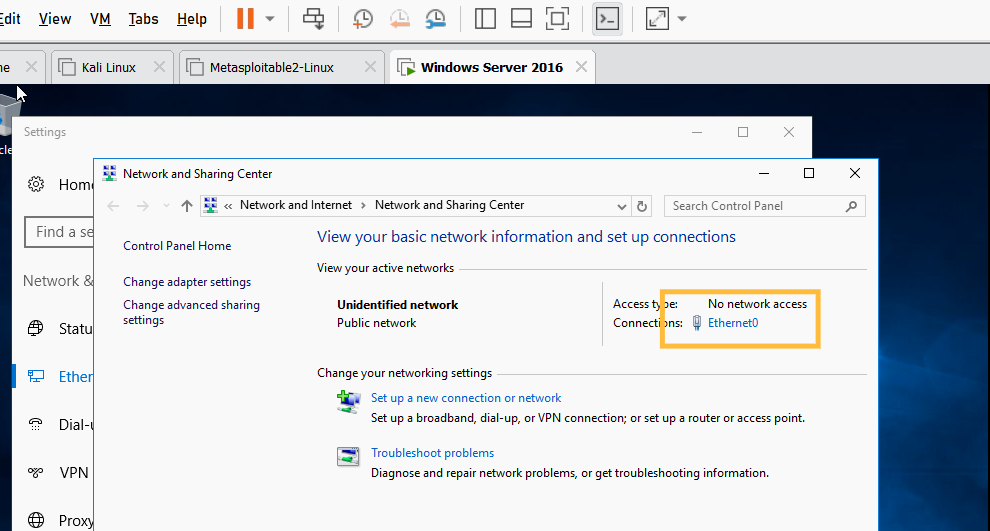 Edit View VM Tabs Help
me Kali Linux Metasploitable2-Linux Windows Server 2016
Settings
Network and Sharing Center
Home
« Network and Internet > Network and Sharing Center
Search Control Panel
Find a se
Control Panel Home
View your basic network information and set up connections
Change adapter settings
View your active networks
Network &
Change advanced sharing
settings
Unidentified network
Public network
Access type: No network access
Connections: Ethernet0
Statu
Ether
Change your networking settings
Set up a new connection or network
Set up a broadband, dial-up, or VPN connection; or set up a router or access point.
Dial-u
Troubleshoot problems
Diagnose and repair network problems, or get troubleshooting information.
VPN
Proxy